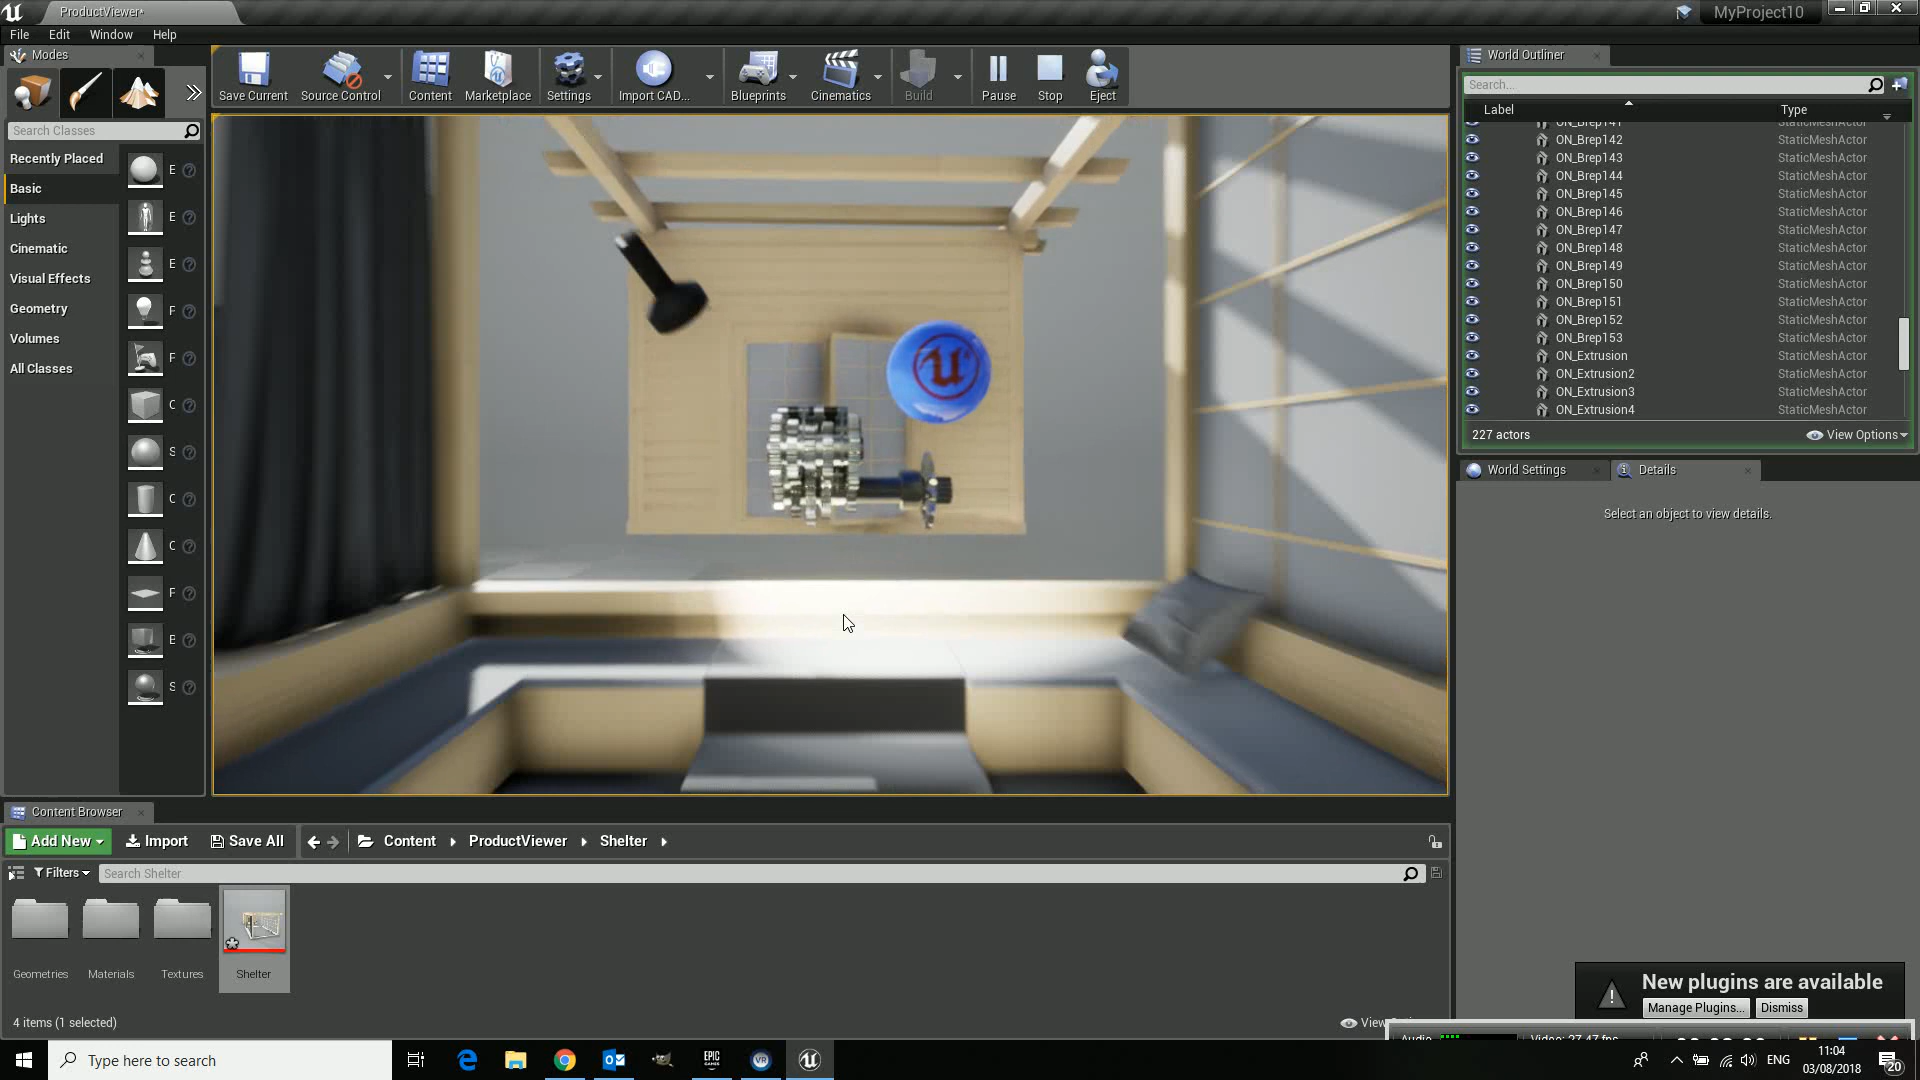 ProductViewer*
MyProject10
File Edit Window Help
Modes
Search Classes
Recently Placed
Basic
Lights
Cinematic
Visual Effects
Geometry
Volumes
All Classes
E
E
E
F
F
C
S
C
C
F
E
S
Save Current Source Control Content Marketplace Settings Import CAD... Blueprints Cinematics Build Pause Stop Eject
World Outliner
Search...
Label Type
ON_Brep141 StaticMeshActor
ON_Brep142 StaticMeshActor
ON_Brep143 StaticMeshActor
ON_Brep144 StaticMeshActor
ON_Brep145 StaticMeshActor
ON_Brep146 StaticMeshActor
ON_Brep147 StaticMeshActor
ON_Brep148 StaticMeshActor
ON_Brep149 StaticMeshActor
ON_Brep150 StaticMeshActor
ON_Brep151 StaticMeshActor
ON_Brep152 StaticMeshActor
ON_Brep153 StaticMeshActor
ON_Extrusion StaticMeshActor
ON_Extrusion2 StaticMeshActor
ON_Extrusion3 StaticMeshActor
ON_Extrusion4 StaticMeshActor
227 actors View Options
World Settings Details
Select an object to view details.
Content Browser
Add New Import Save All Content ProductViewer Shelter
Filters Search Shelter
Geometries Materials Textures Shelter
4 items (1 selected)
New plugins are available
Manage Plugins... Dismiss
Type here to search
EPIC
GAMES
VR
ENG
11:04
03/08/2018
20